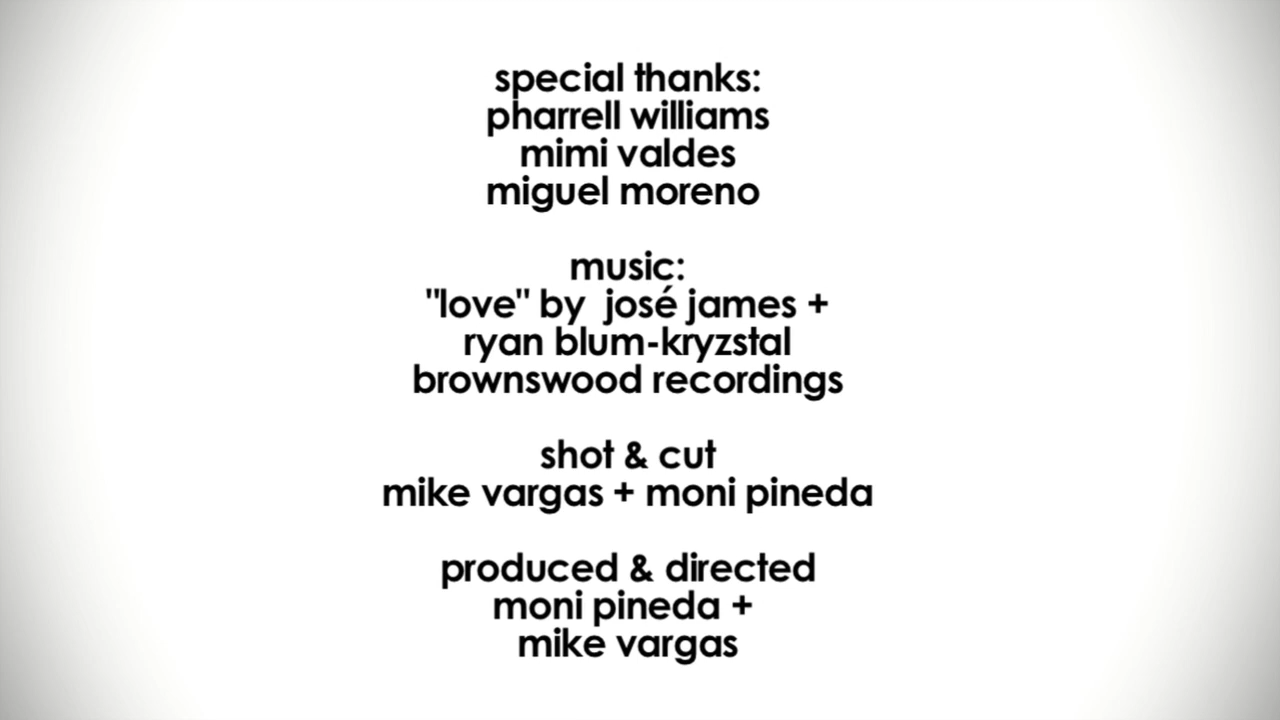 special thanks:
pharrell williams
mimi valdes
miguel moreno
music:
"love" by  josé james +
ryan blum-kryzstal
brownswood recordings
shot & cut
mike vargas + moni pineda
produced & directed
moni pineda +
mike vargas